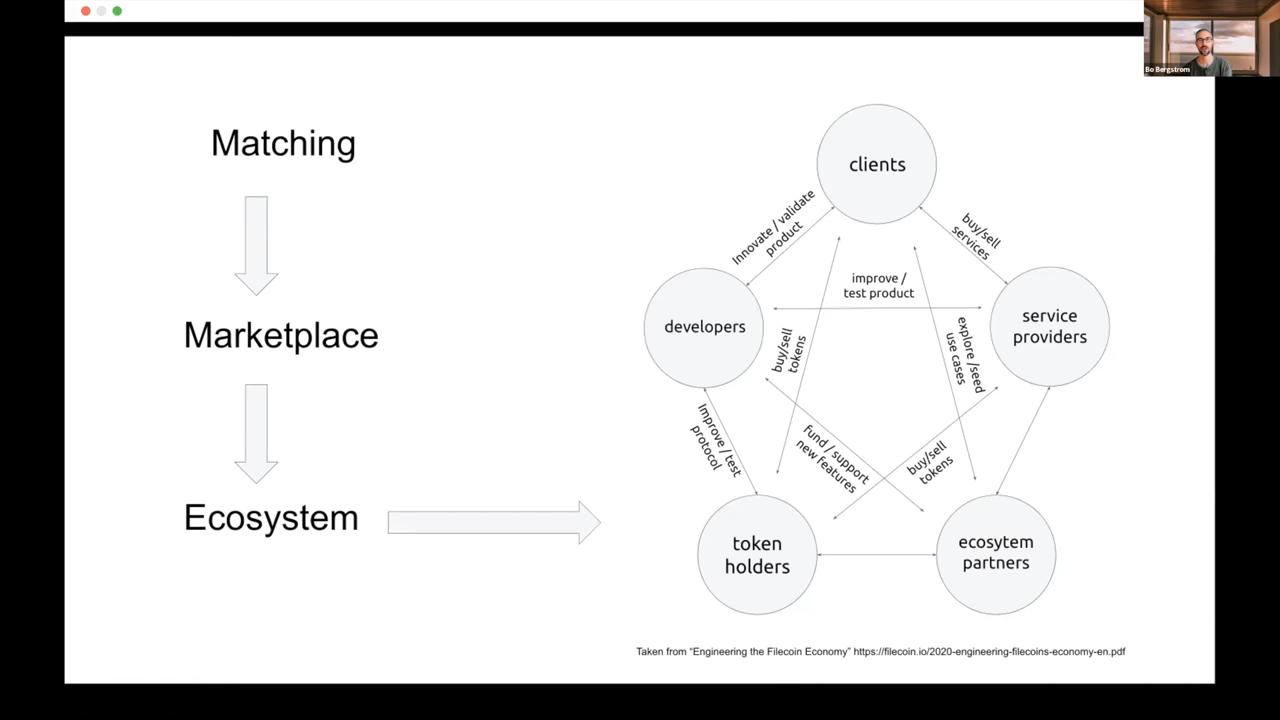 Bo Bergstrom
Matching
Marketplace
Ecosystem
clients
Innovate / validate
product
buy/sell
services
improve /
test product
developers
service
providers
buy/sell
tokens
explore /seed
use cases
Improve / test
protocol
fund / support
new features
buy/sell
tokens
token
holders
ecosytem
partners
Taken from “Engineering the Filecoin Economy” https://filecoin.io/2020-engineering-filecoins-economy-en.pdf